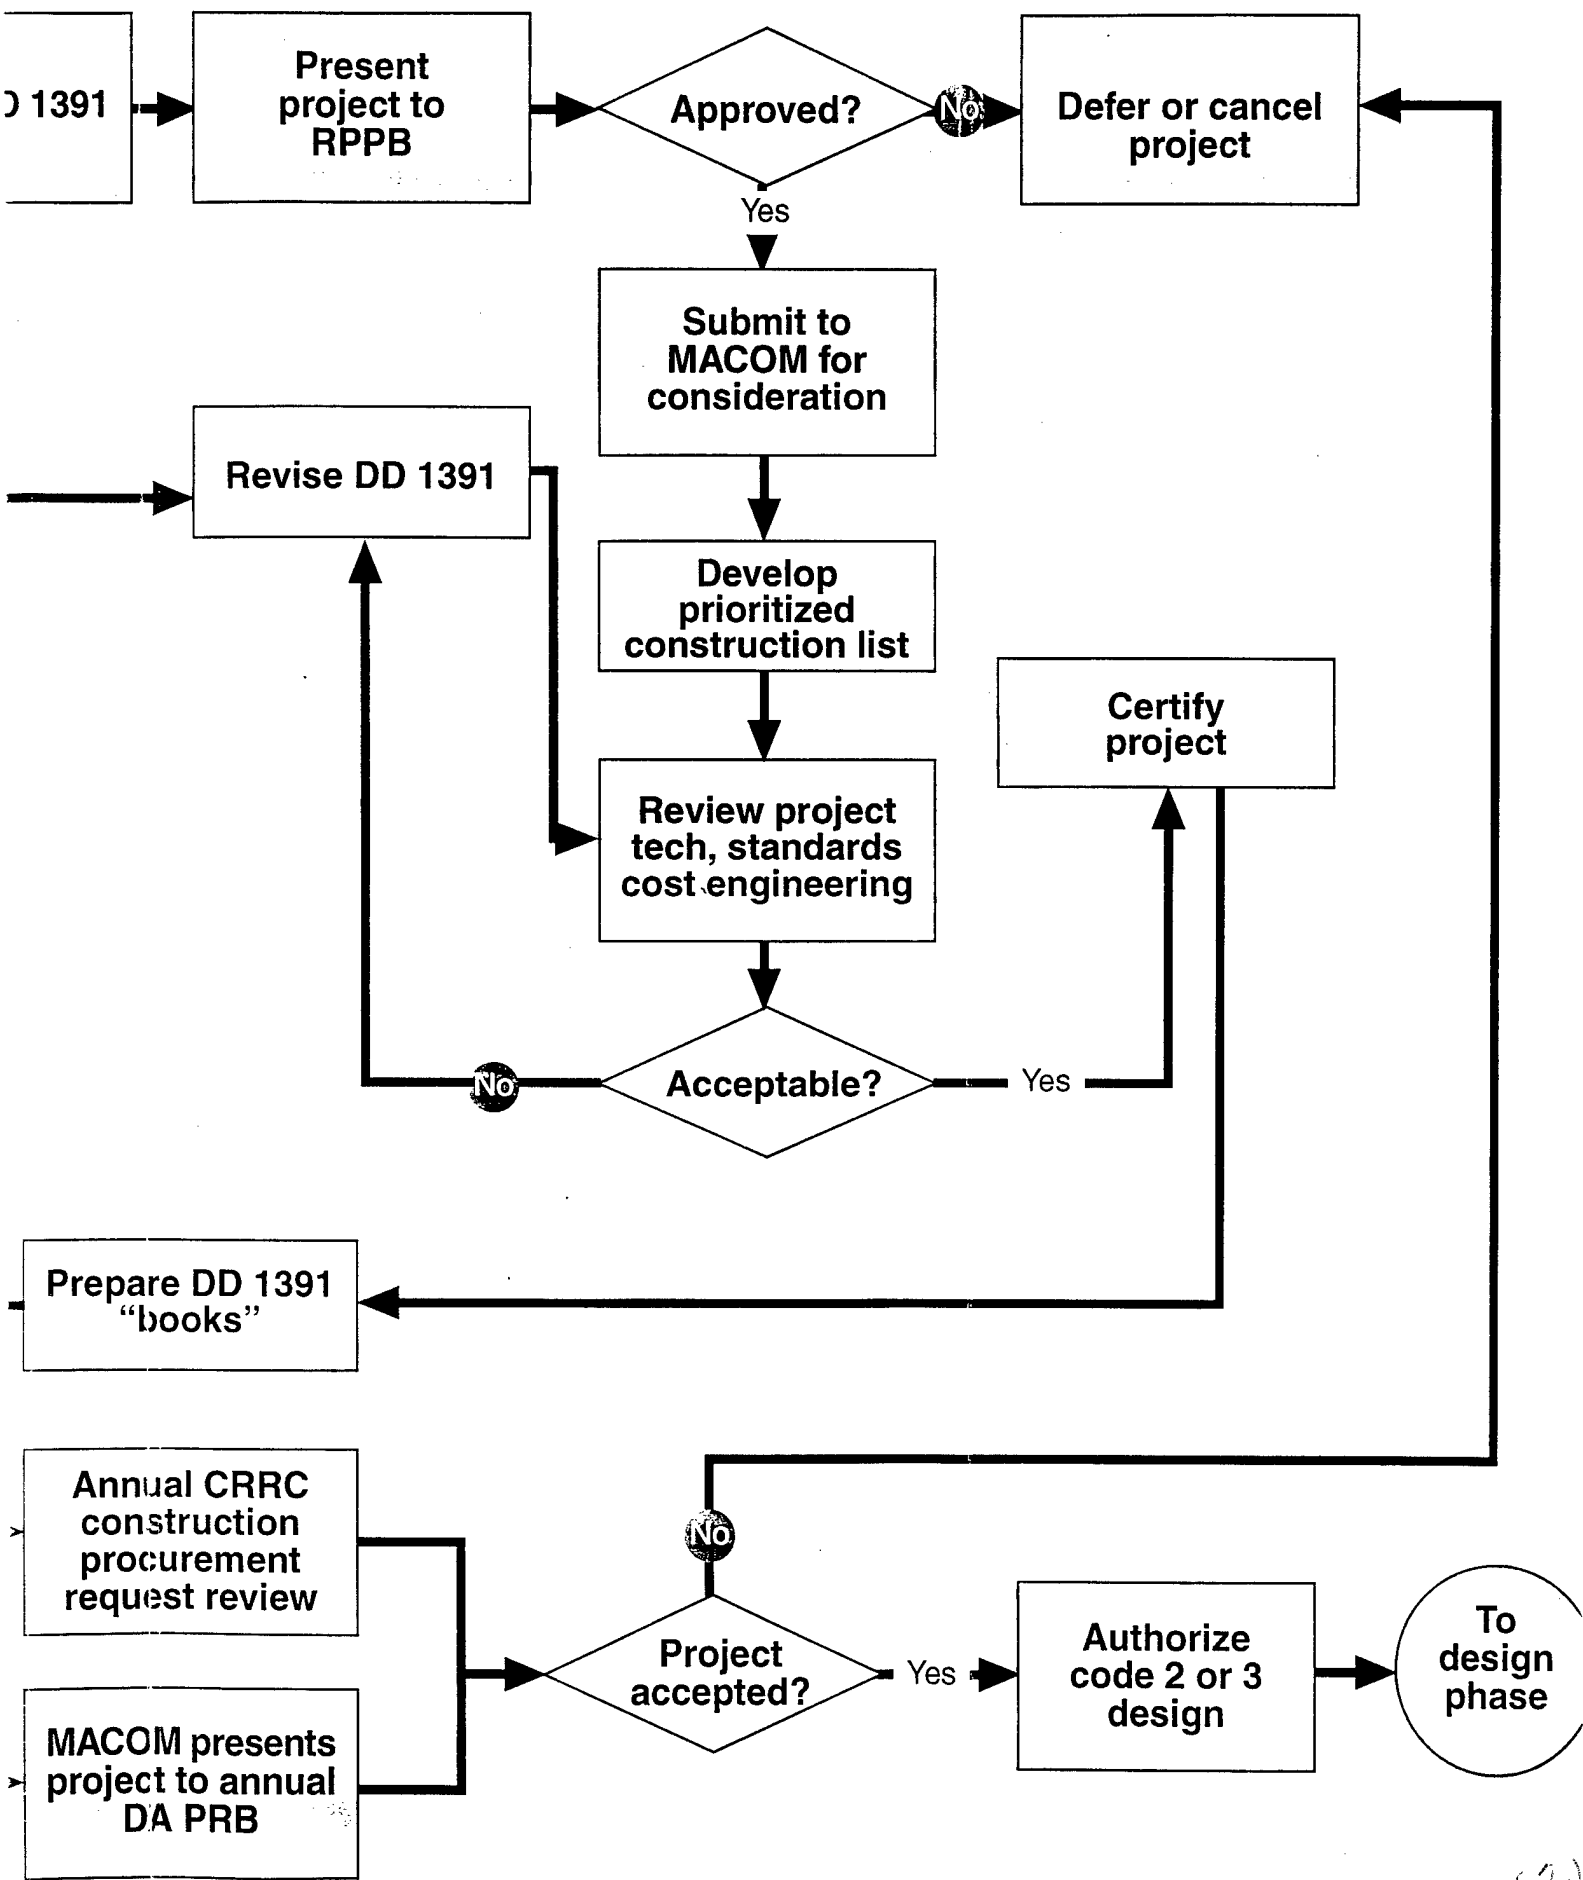 1391
Present
project to
RPPB
Approved?
No
Defer or cancel
project
Yes
Submit to
MACOM for
consideration
Revise DD 1391
Develop
prioritized
construction list
Certify
project
Review project
tech, standards
cost engineering
No
Acceptable?
Yes
Prepare DD 1391
“books”
Annual CRRC
construction
procurement
request review
No
Project
accepted?
Yes
Authorize
code 2 or 3
design
To
design
phase
MACOM presents
project to annual
DA PRB